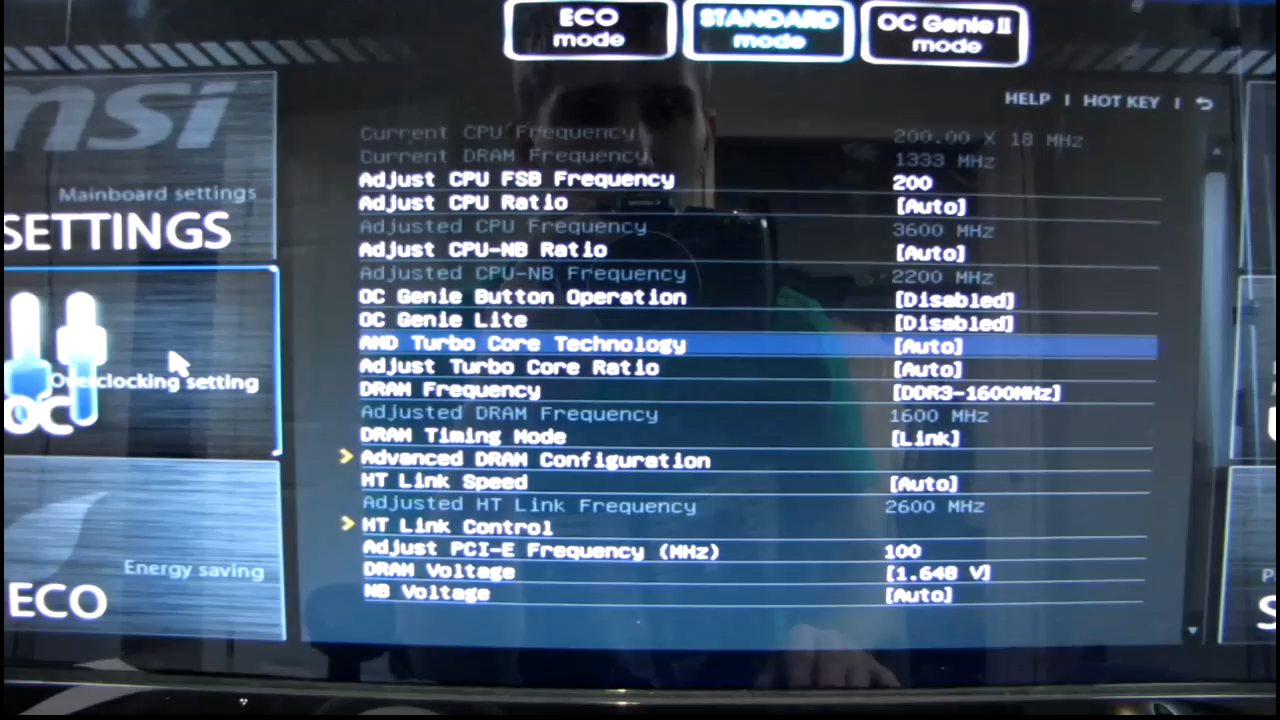 ECO
mode
STANDARD
mode
OC Genie II
mode
HELP | HOT KEY |
msi
Mainboard settings
SETTINGS
Overclocking setting
OC
Energy saving
ECO
Current CPU Frequency 200.00 X 18 MHz
Current DRAM Frequency 1333 MHz
Adjust CPU FSB Frequency 200
Adjust CPU Ratio [Auto]
Adjusted CPU Frequency 3600 MHz
Adjust CPU-NB Ratio [Auto]
Adjusted CPU-NB Frequency 2200 MHz
OC Genie Button Operation [Disabled]
OC Genie Lite [Disabled]
AMD Turbo Core Technology [Auto]
Adjust Turbo Core Ratio [Auto]
DRAM Frequency [DDR3-1600MHz]
Adjusted DRAM Frequency 1600 MHz
DRAM Timing Mode [Link]
Advanced DRAM Configuration
HT Link Speed [Auto]
Adjusted HT Link Frequency 2600 MHz
HT Link Control
Adjust PCI-E Frequency (MHz) 100
DRAM Voltage [1.648 V]
NB Voltage [Auto]